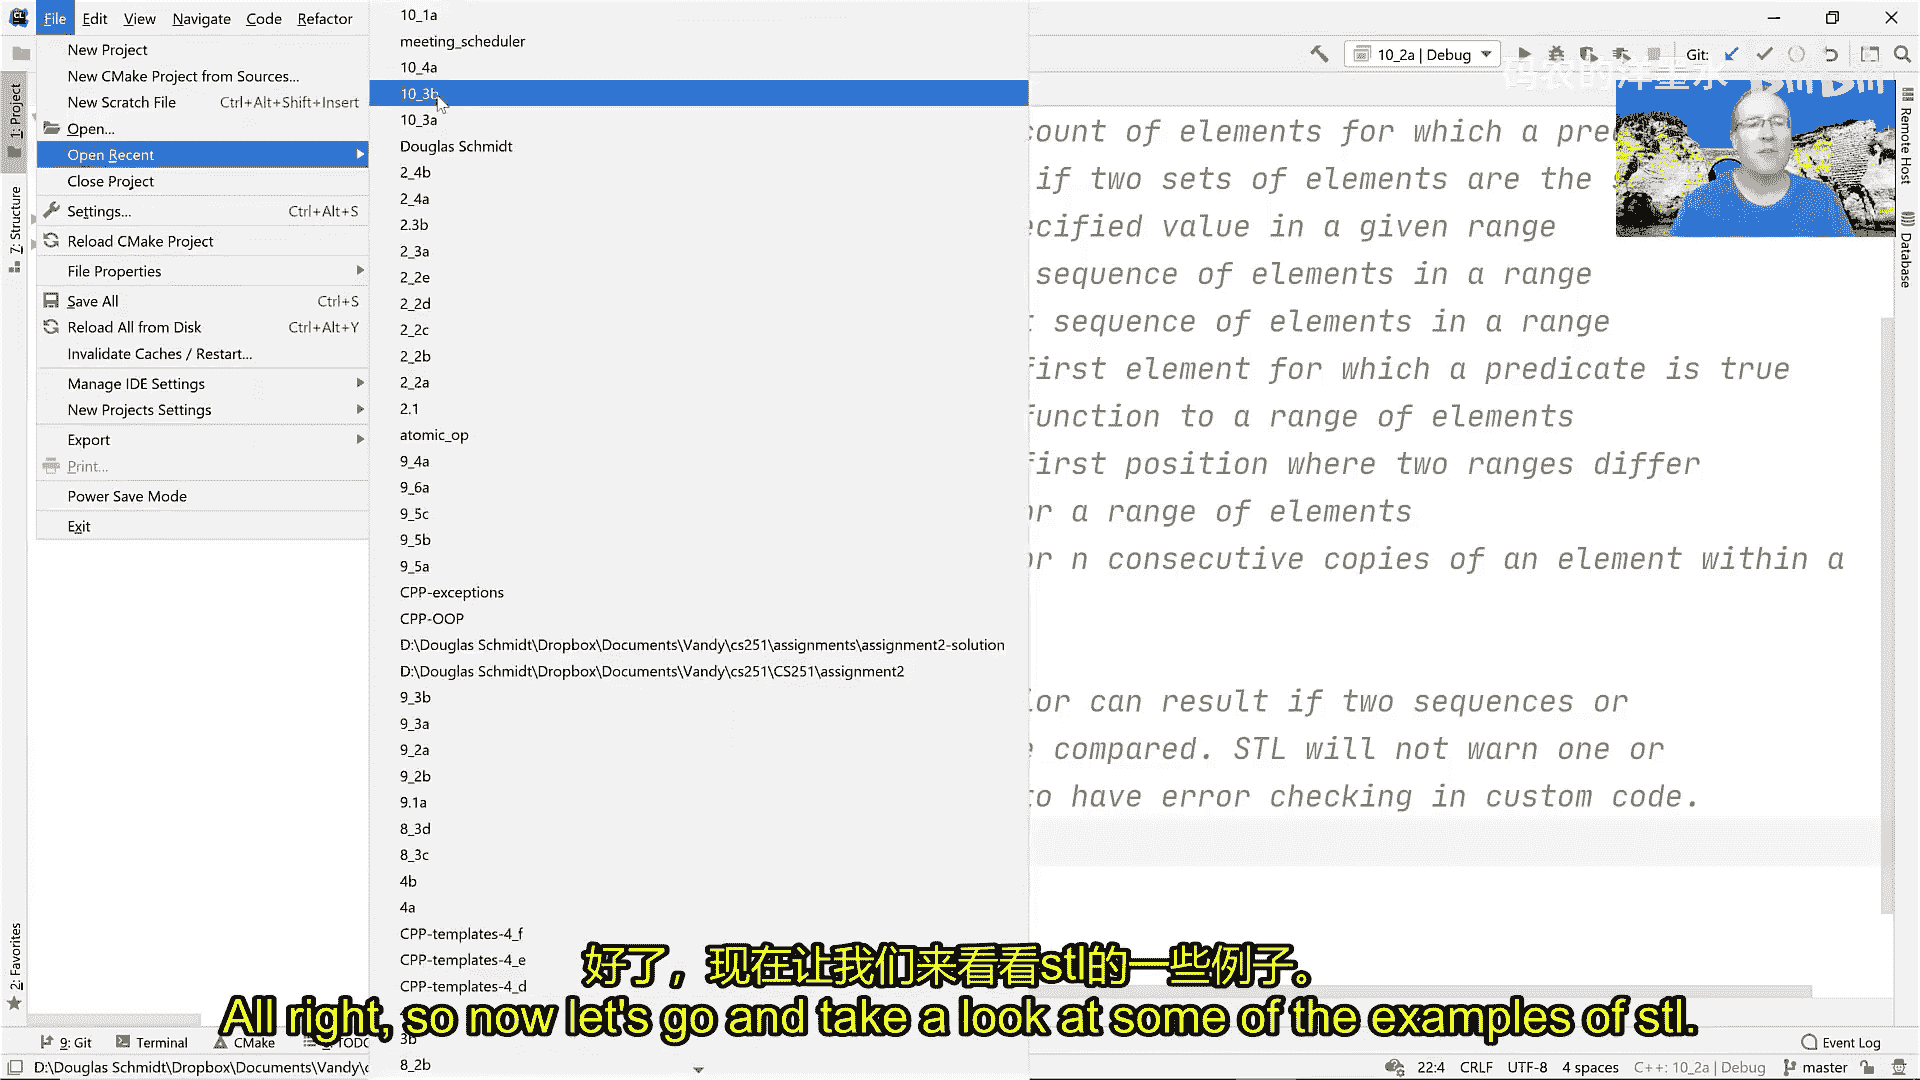 File Edit View Navigate Code Refactor
10_2a | Debug
Git:
New Project
New CMake Project from Sources...
New Scratch File Ctrl+Alt+Shift+Insert
Open...
Open Recent
Close Project
Settings... Ctrl+Alt+S
Reload CMake Project
File Properties
Save All Ctrl+S
Reload All from Disk Ctrl+Alt+Y
Invalidate Caches / Restart...
Manage IDE Settings
New Projects Settings
Export
Print...
Power Save Mode
Exit
10_1a
meeting_scheduler
10_4a
10_3b
10_3a
Douglas Schmidt
2_4b
2_4a
2.3b
2_3a
2_2e
2_2d
2_2c
2_2b
2_2a
2.1
atomic_op
9_4a
9_6a
9_5c
9_5b
9_5a
CPP-exceptions
CPP-OOP
D:\Douglas Schmidt\Dropbox\Documents\Vandy\cs251\assignments\assignment2-solution
D:\Douglas Schmidt\Dropbox\Documents\Vandy\cs251\CS251\assignment2
9_3b
9_3a
9_2a
9_2b
9.1a
8_3d
8_3c
4b
4a
CPP-templates-4_f
CPP-templates-4_e
CPP-templates-4_d
3b
8_2b
count of elements for which a
if two sets of elements are the
value in a given range
sequence of elements in a range
sequence of elements in a range
first element for which a predicate is true
function to a range of elements
first position where two ranges differ
or a range of elements
or n consecutive copies of an element within a
can result if two sequences or
compared. STL will not warn one or
to have error checking in custom code.
码农的洋墨水
1: Project
7: Structure
2: Favorites
Remote Host
Database
好了，现在让我们来看看stl的一些例子。
All right, so now let's go and take a look at some of the examples of stl.
9: Git Terminal CMake TODO
Event Log
D:\Douglas Schmidt\Dropbox\Documents\Vandy\c
22:4 CRLF UTF-8 4 spaces C++: 10_2a | Debug master